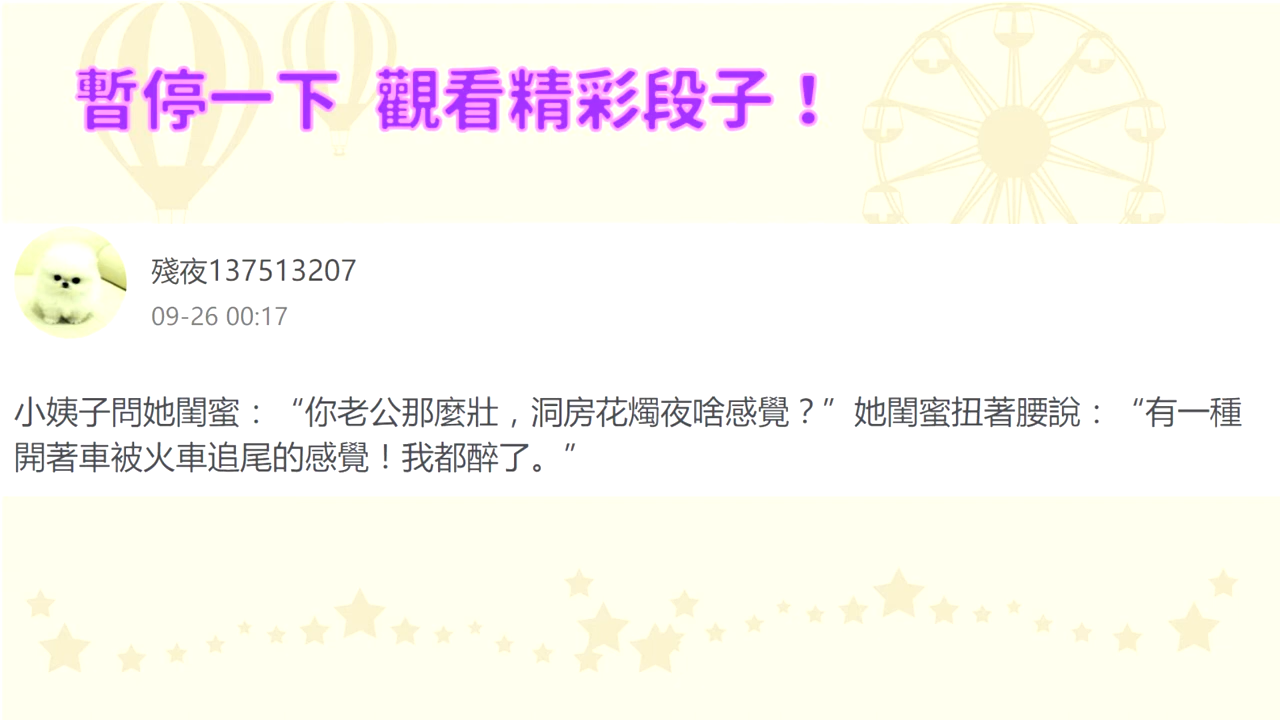 暫停一下 觀看精彩段子！
殘夜137513207
09-26 00:17
小姨子問她閨蜜：“你老公那麼壯，洞房花燭夜啥感覺？”她閨蜜扭著腰說：“有一種
開著車被火車追尾的感覺！我都醉了。”